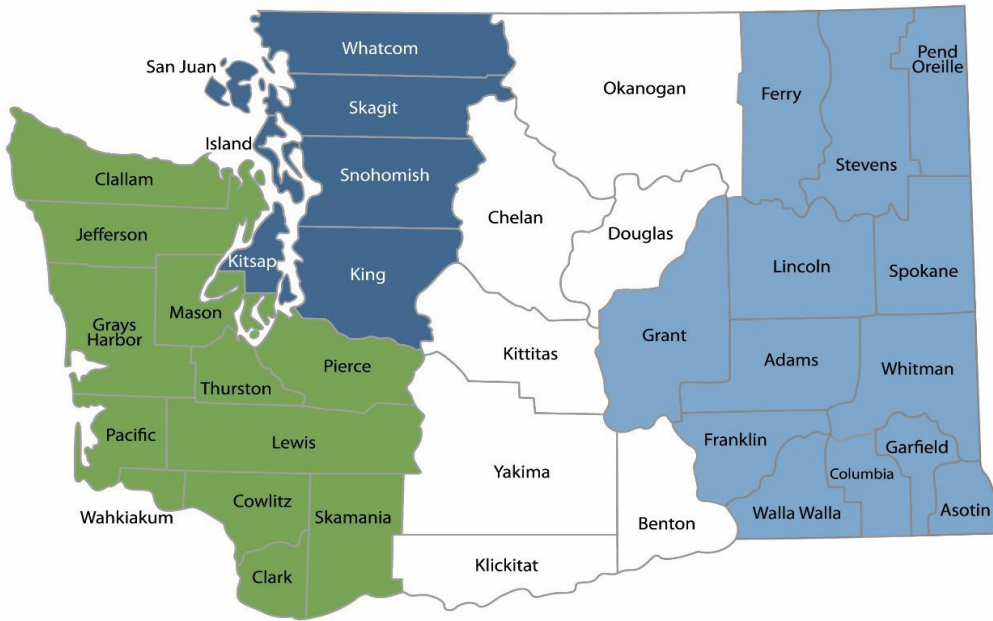 Whatcom
San Juan
Skagit
Island
Snohomish
Clallam
Jefferson
Kitsap
King
Mason
Grays
Harbor
Pierce
Thurston
Pacific
Lewis
Wahkiakum
Cowlitz
Skamania
Clark
Okanogan
Chelan
Douglas
Kittitas
Yakima
Klickitat
Benton
Ferry
Stevens
Pend
Oreille
Lincoln
Spokane
Grant
Adams
Whitman
Franklin
Walla Walla
Columbia
Garfield
Asotin